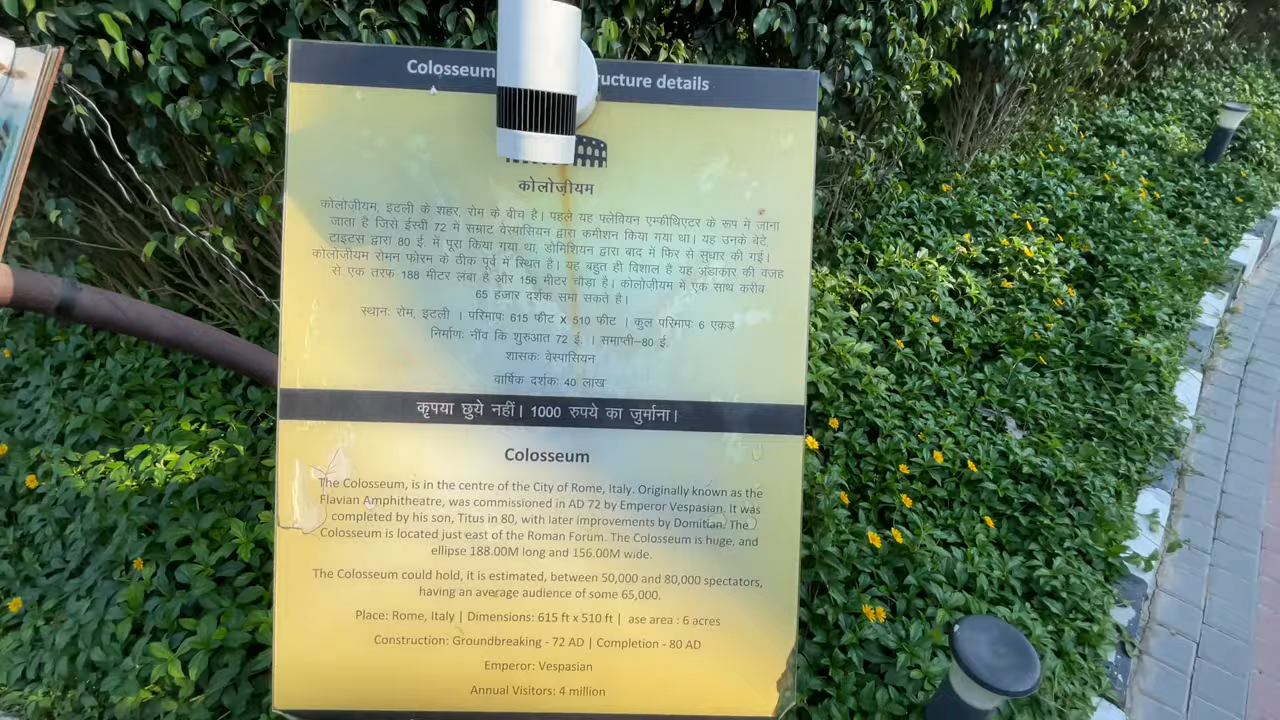 Colosseum ructure details
कोलोज़ीयम
कोलोज़ीयम, इटली के शहर, रोम के बीच है। पहले यह फ्लेवियन एम्फीथिएटर के रूप में जाना
जाता है जिसे ईस्वी 72 में सम्राट वेस्पासियन द्वारा कमीशन किया गया था। यह उनके बेटे,
टाइटस द्वारा 80 ई. में पूरा किया गया था, डोमिशियन द्वारा बाद में फिर से सुधार की गई।
कोलोज़ीयम रोमन फोरम के ठीक पूर्व में स्थित है। यह बहुत ही विशाल है यह अंडाकार की वजह
से एक तरफ 188 मीटर लंबा है और 156 मीटर चौड़ा है। कोलोज़ीयम में एक साथ करीब
65 हजार दर्शक समा सकते है।
स्थानः रोम, इटली । परिमापः 615 फीट X 510 फीट । कुल परिमापः 6 एकड़
निर्माणः नींव कि शुरुआत 72 ई. । समाप्ती–80 ई.
शासकः वेस्पासियन
वार्षिक दर्शकः 40 लाख
कृपया छुये नहीं। 1000 रुपये का जुर्माना।
Colosseum
The Colosseum, is in the centre of the City of Rome, Italy. Originally known as the
Flavian Amphitheatre, was commissioned in AD 72 by Emperor Vespasian. It was
completed by his son, Titus in 80, with later improvements by Domitian. The
Colosseum is located just east of the Roman Forum. The Colosseum is huge, and
ellipse 188.00M long and 156.00M wide.
The Colosseum could hold, it is estimated, between 50,000 and 80,000 spectators,
having an average audience of some 65,000.
Place: Rome, Italy | Dimensions: 615 ft x 510 ft | ase area : 6 acres
Construction: Groundbreaking - 72 AD | Completion - 80 AD
Emperor: Vespasian
Annual Visitors: 4 million